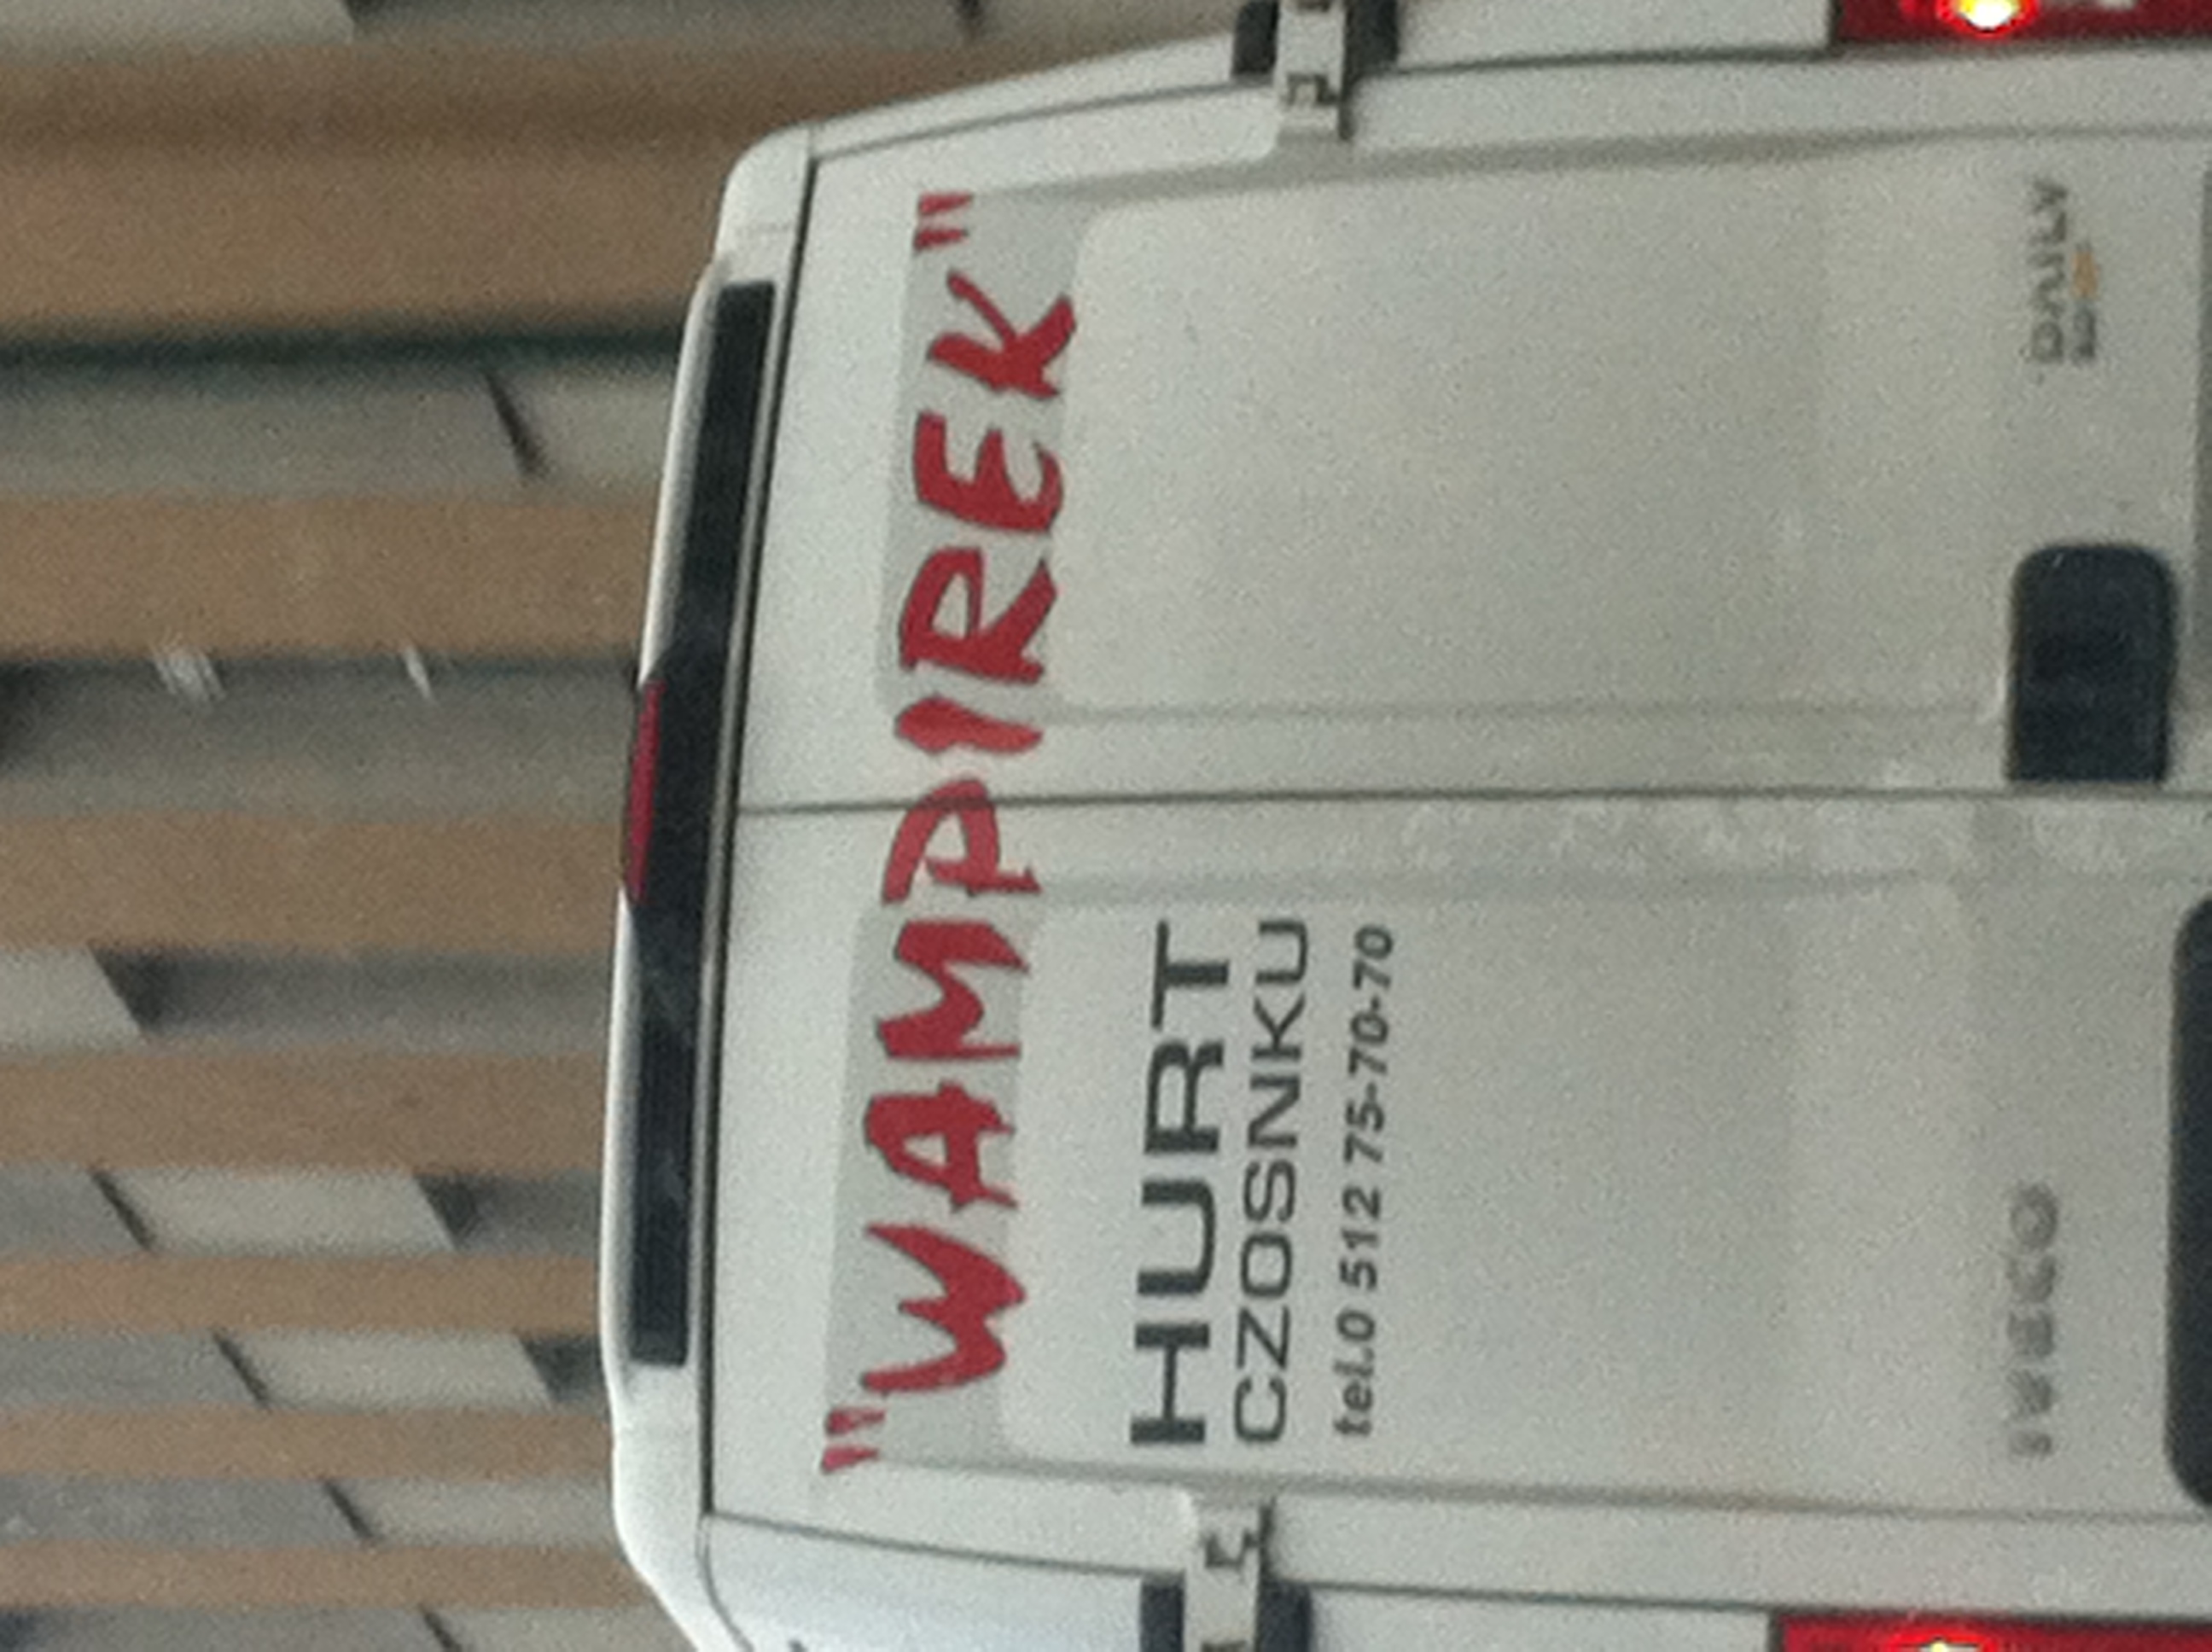 "WAMPIREK"
HURT
CZOSNKU
tel.0 512 75-70-70
IVECO
DAILY